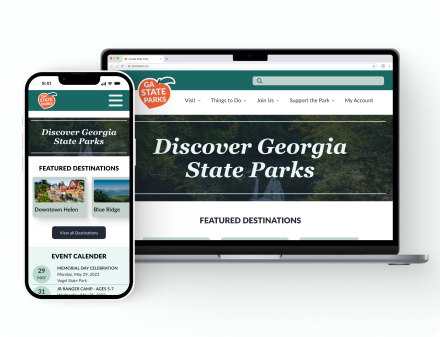 9:41
GA
STATE
PARKS
Discover Georgia
State Parks
FEATURED DESTINATIONS
Downtown Helen
Blue Ridge
View all Destinations
EVENT CALENDER
29
MAY
MEMORIAL DAY CELEBRATION
Monday, May 29, 2023
Vogel State Park
31
JR RANGER CAMP - AGES 5-7
GA
STATE
PARKS
Visit
Things to Do
Join Us
Support the Park
My Account
Discover Georgia
State Parks
FEATURED DESTINATIONS